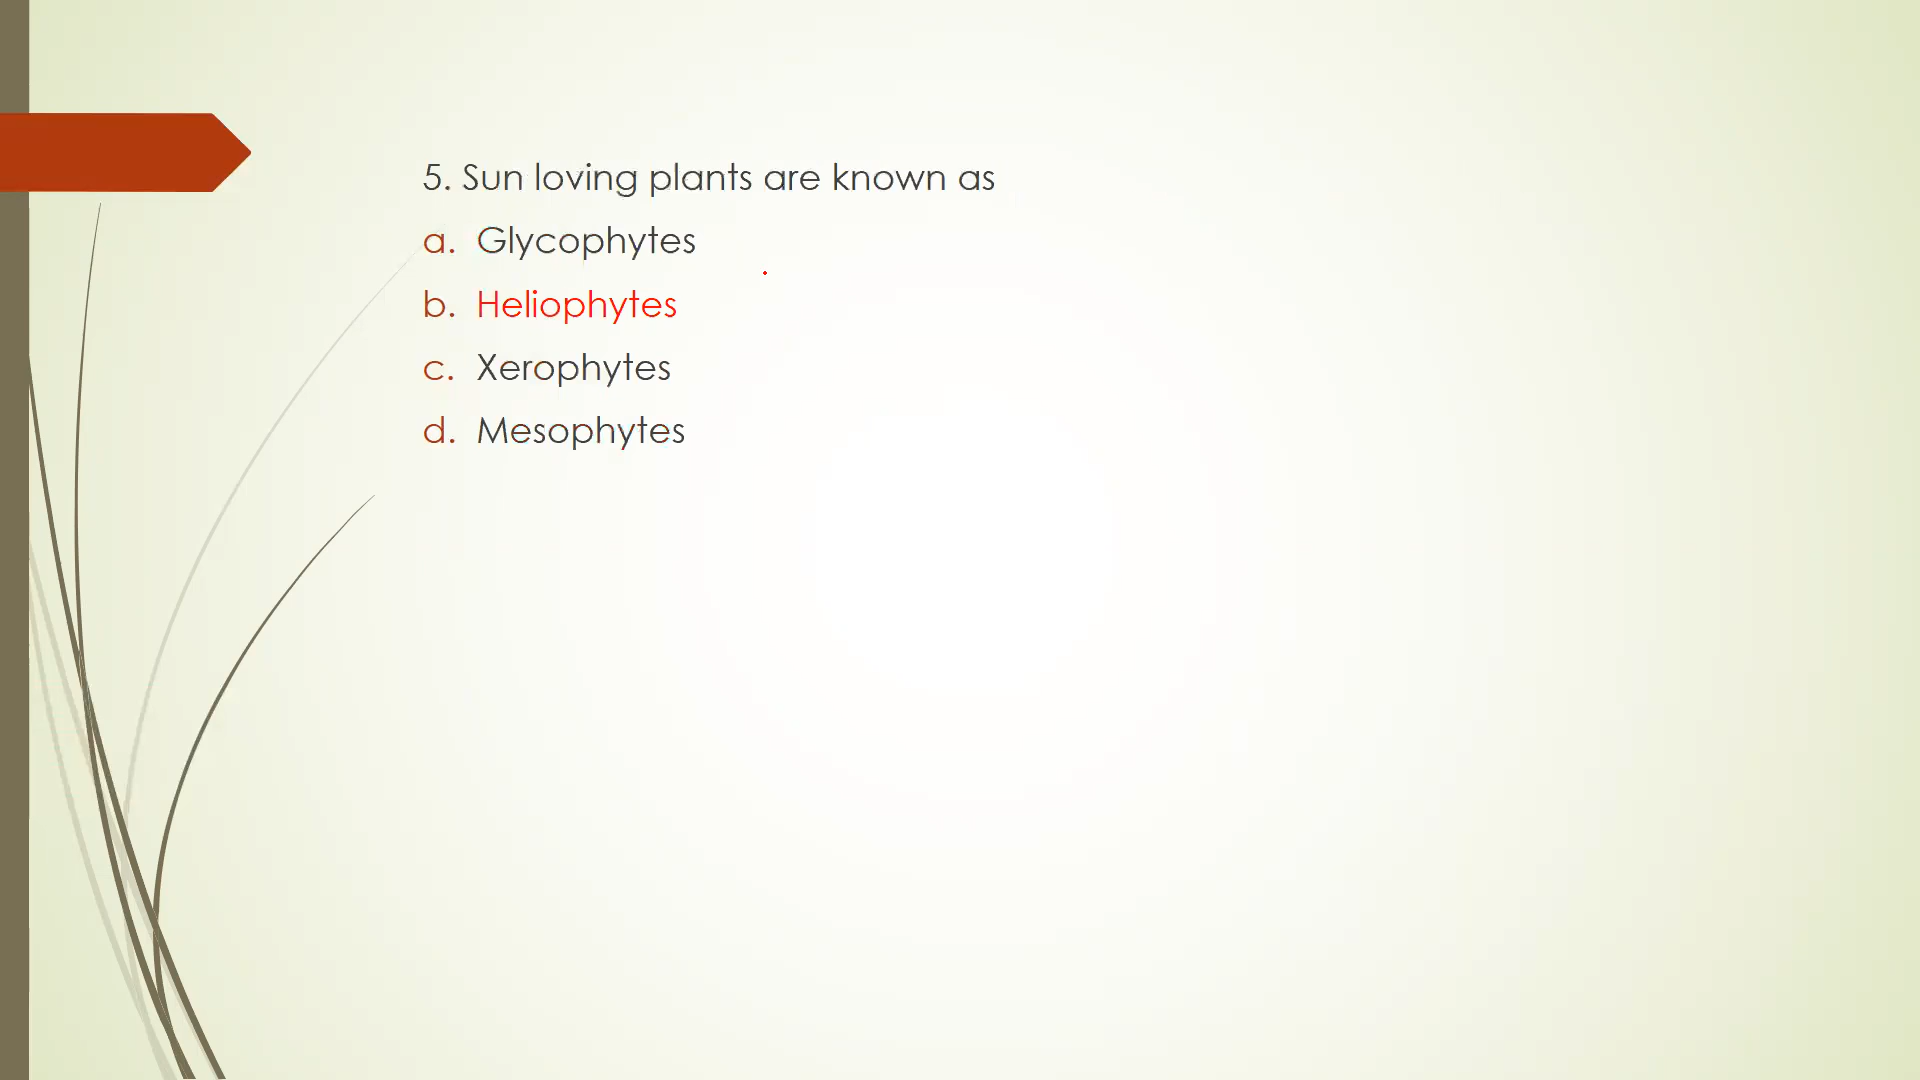 5. Sun loving plants are known as
a. Glycophytes
b. Heliophytes
c. Xerophytes
d. Mesophytes